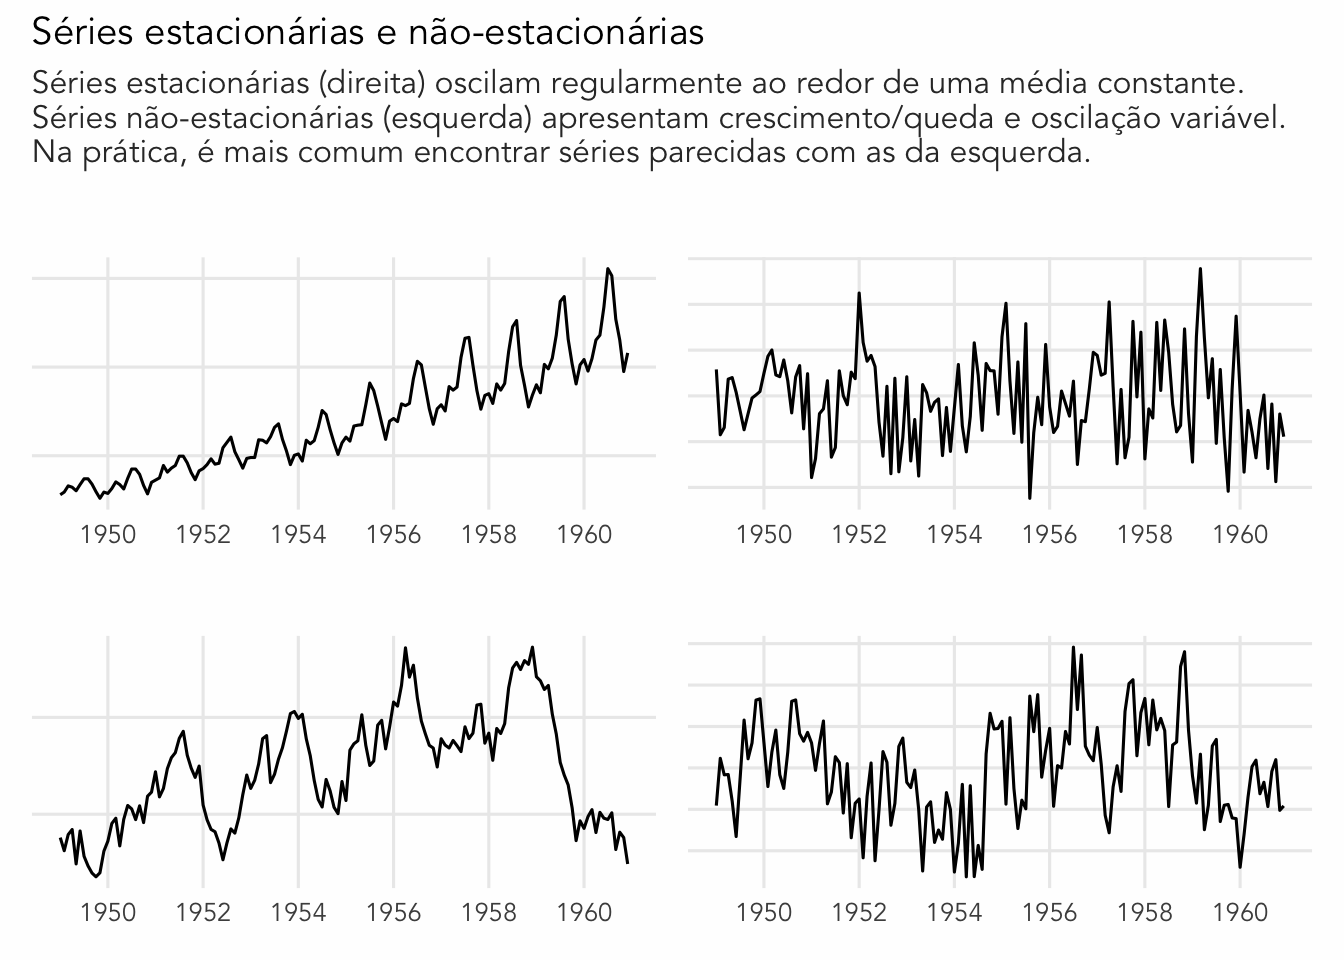 Séries estacionárias e não-estacionárias
Séries estacionárias (direita) oscilam regularmente ao redor de uma média constante.
Séries não-estacionárias (esquerda) apresentam crescimento/queda e oscilação variável.
Na prática, é mais comum encontrar séries parecidas com as da esquerda.
1950 1952 1954 1956 1958 1960
1950 1952 1954 1956 1958 1960
1950 1952 1954 1956 1958 1960
1950 1952 1954 1956 1958 1960